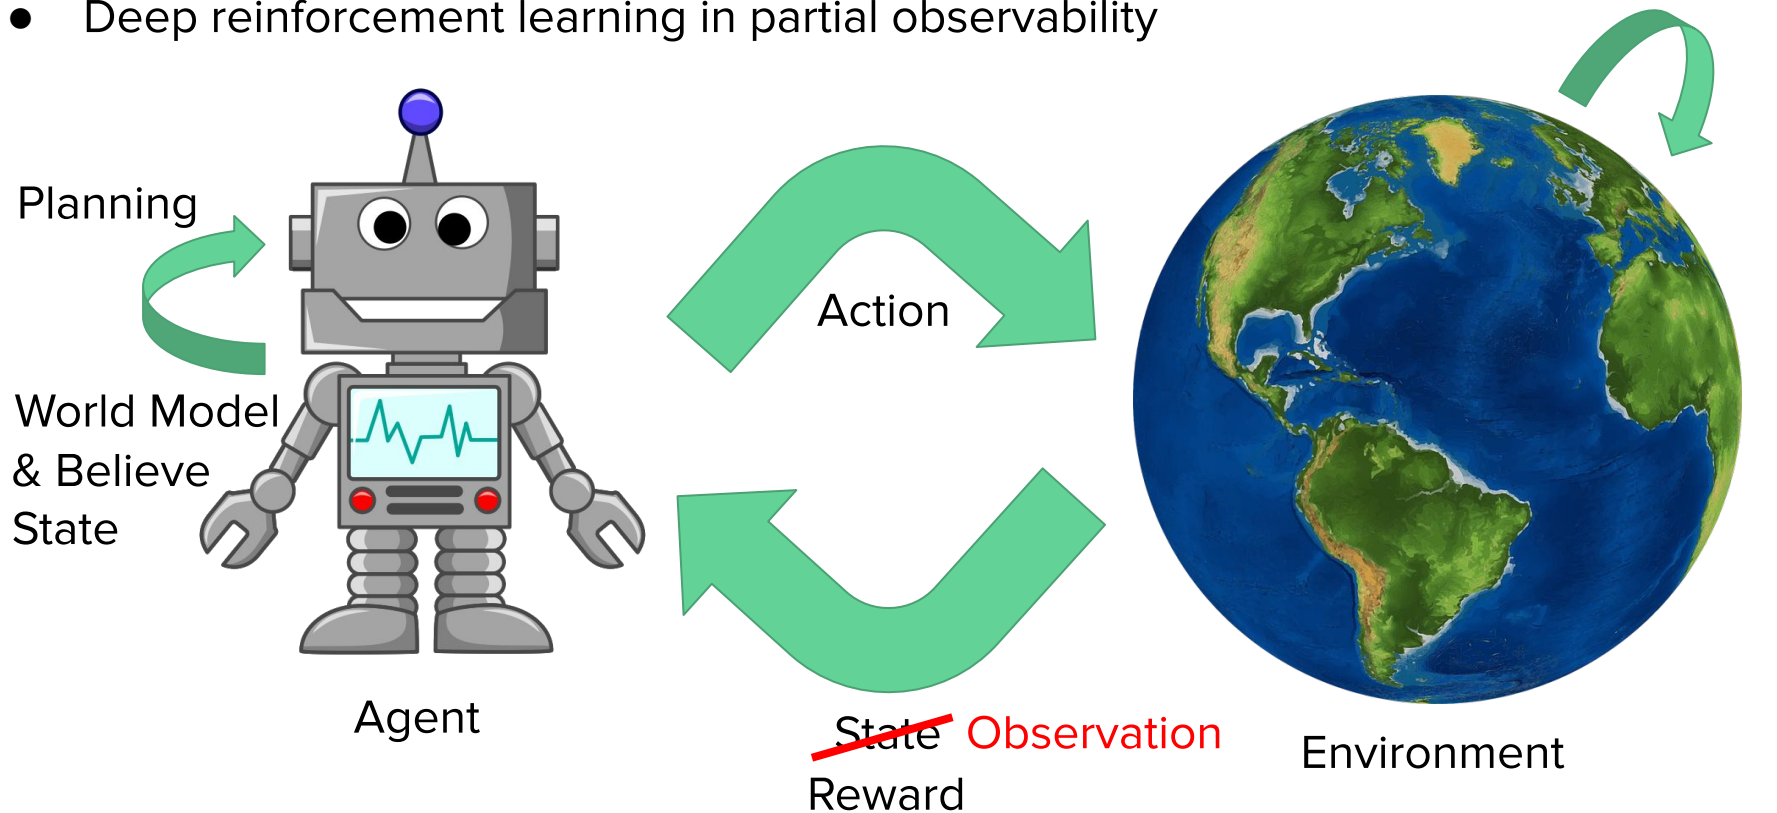 ● Deep reinforcement learning in partial observability
Planning
World Model
& Believe
State
Action
Agent
State Observation
Reward
Environment